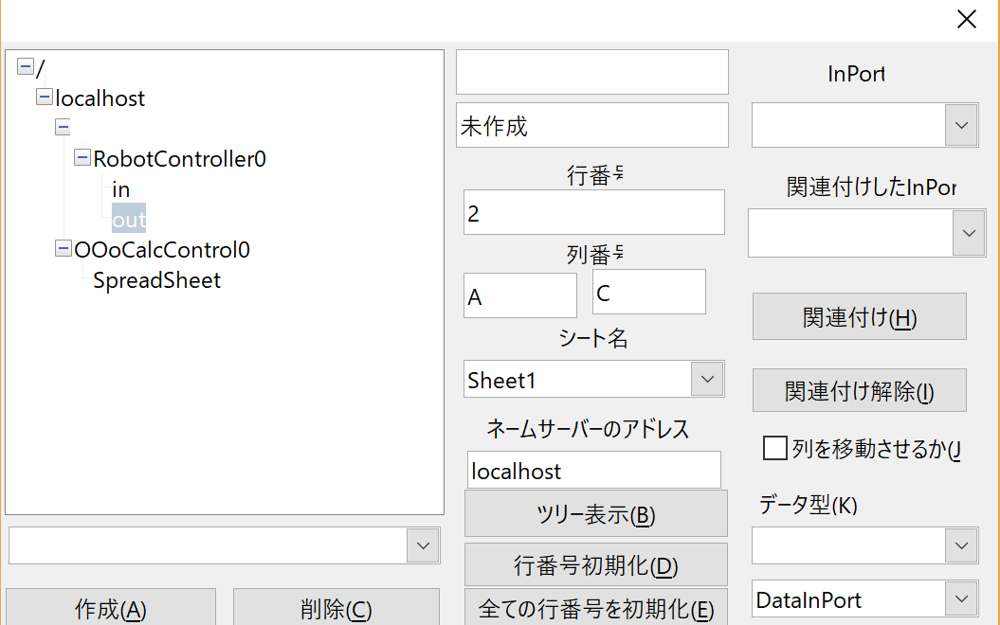 /
localhost
RobotController0
in
out
OOoCalcControl0
SpreadSheet
作成(A)
削除(C)
未作成
行番号
2
列番号
A
C
シート名
Sheet1
ネームサーバーのアドレス
localhost
ツリー表示(B)
行番号初期化(D)
全ての行番号を初期化(E)
InPort
関連付けしたInPor
関連付け(H)
関連付け解除(I)
列を移動させるか(J
データ型(K)
DataInPort